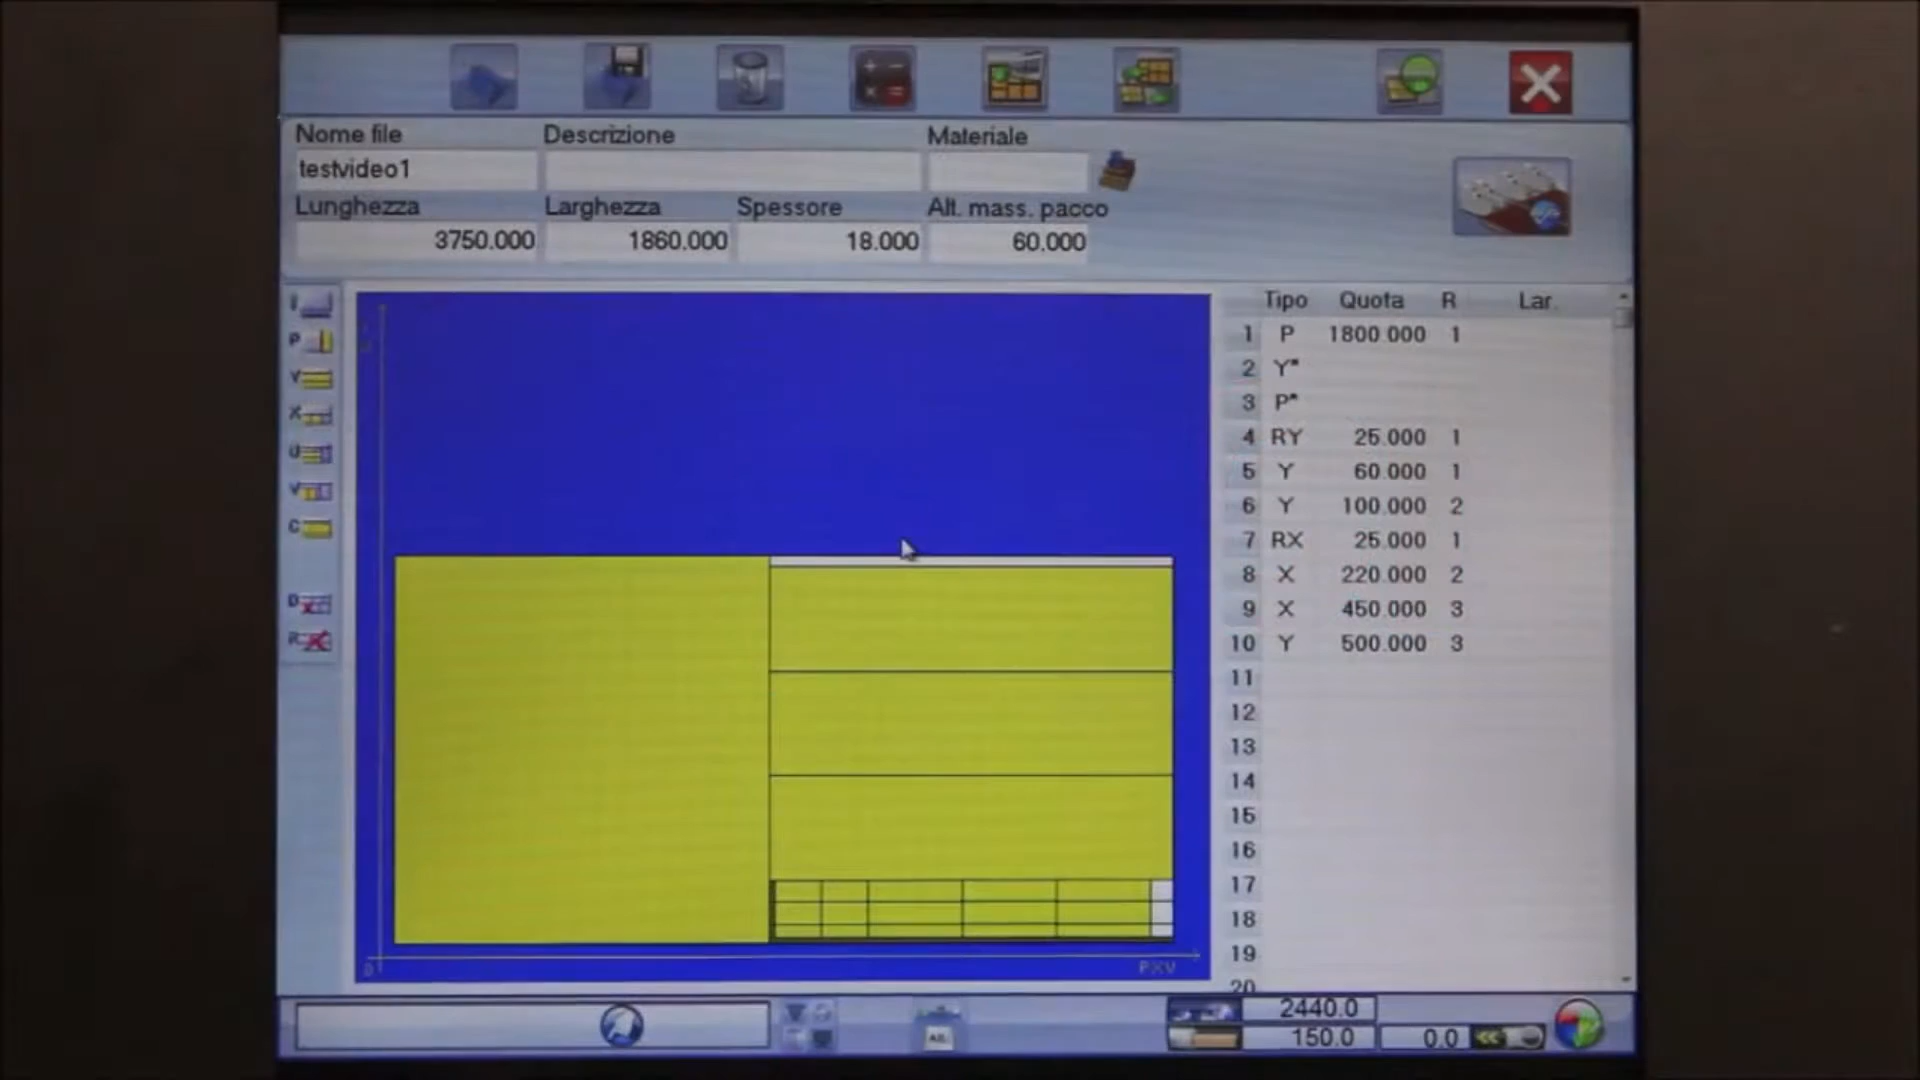 Nome file Descrizione Materiale
testvideo1
Lunghezza Larghezza Spessore Alt. mass. pacco
3750.000 1860.000 18.000 60.000
Tipo Quota R Lar.
1 P 1800.000 1
2 Y"
3 P"
4 RY 25.000 1
5 Y 60.000 1
6 Y 100.000 2
7 RX 25.000 1
8 X 220.000 2
9 X 450.000 3
10 Y 500.000 3
11
12
13
14
15
16
17
18
19
20
P
Y
X
U
V
C
D
R
PXV
2440.0
150.0 0.0